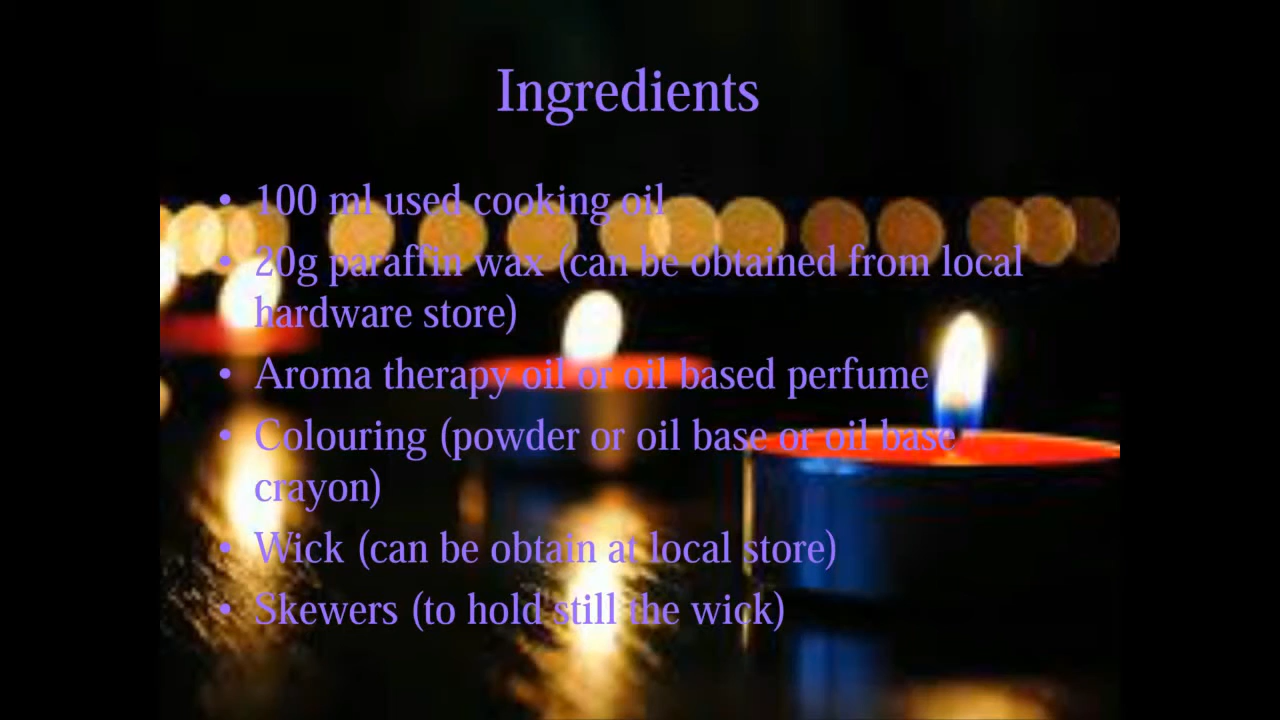 Ingredients
• 100 ml used cooking oil
• 20g paraffin wax (can be obtained from local
hardware store)
• Aroma therapy oil or oil based perfume
• Colouring (powder or oil base or oil base
crayon)
• Wick (can be obtain at local store)
• Skewers (to hold still the wick)